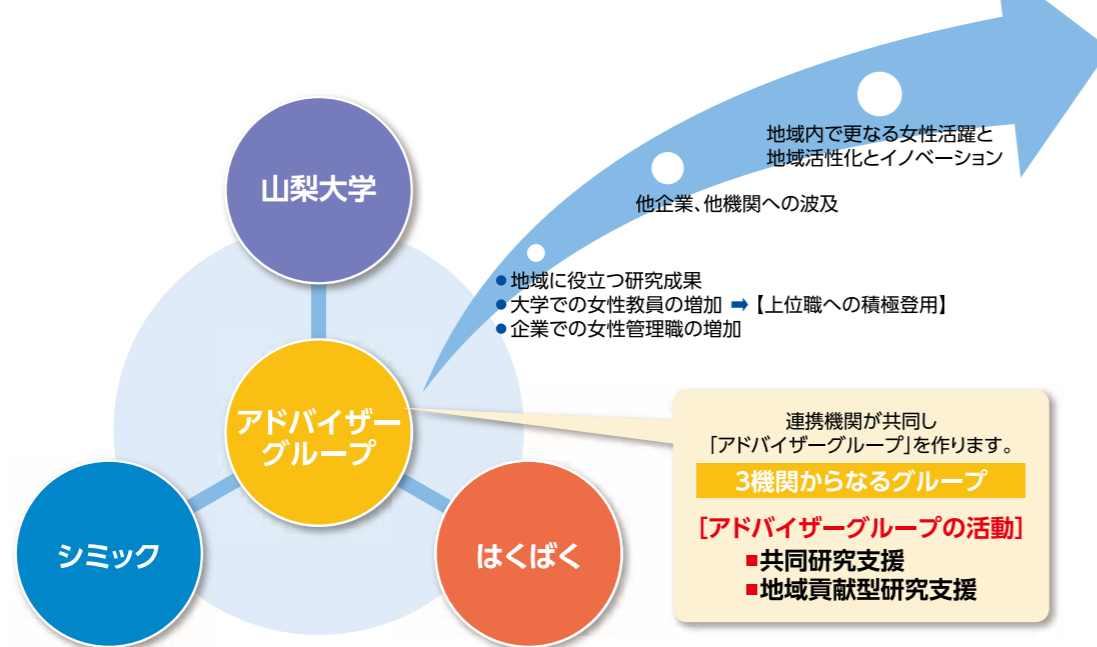 山梨大学
アドバイザー
グループ
シミック
はくばく
地域内で更なる女性活躍と
地域活性化とイノベーション
他企業、他機関への波及
●地域に役立つ研究成果
●大学での女性教員の増加 ➡【上位職への積極登用】
●企業での女性管理職の増加
連携機関が共同し
「アドバイザーグループ」を作ります。
3機関からなるグループ
[アドバイザーグループの活動]
■共同研究支援
■地域貢献型研究支援